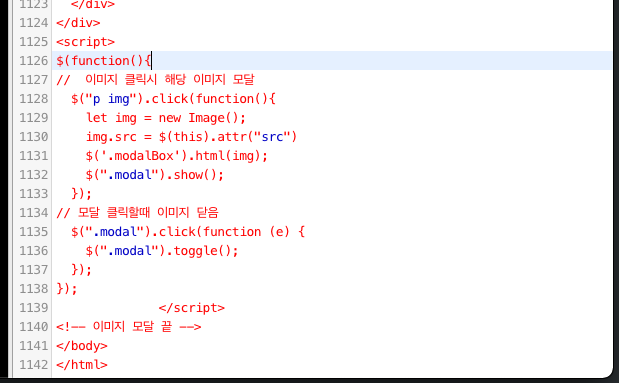 1123   </div>
1124 </div>
1125 <script>
1126 $(function(){
1127 //  이미지 클릭시 해당 이미지 모달
1128   $("p img").click(function(){
1129     let img = new Image();
1130     img.src = $(this).attr("src")
1131     $('.modalBox').html(img);
1132     $(".modal").show();
1133   });
1134 // 모달 클릭할때 이미지 닫음
1135   $(".modal").click(function (e) {
1136     $(".modal").toggle();
1137   });
1138 });
1139               </script>
1140 <!-- 이미지 모달 끝 -->
1141 </body>
1142 </html>